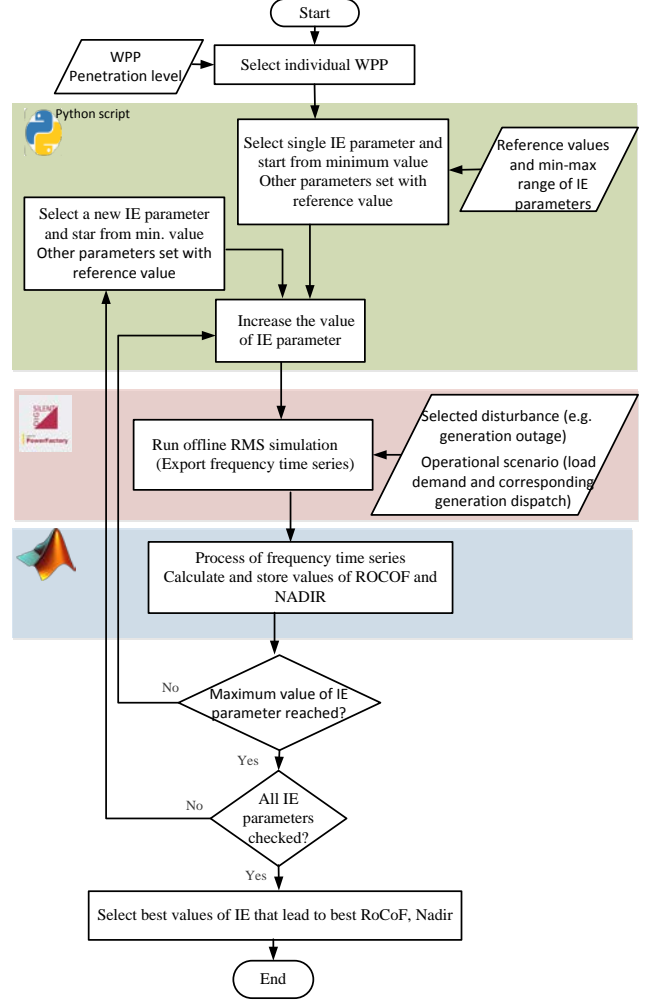 Start
WPP
Penetration level
Select individual WPP
Python script
Select single IE parameter and
start from minimum value
Other parameters set with
reference value
Reference values
and min-max
range of IE
parameters
Select a new IE parameter
and star from min. value
Other parameters set with
reference value
Increase the value
of IE parameter
DIgSILENT
PowerFactory
Run offline RMS simulation
(Export frequency time series)
Selected disturbance (e.g.
generation outage)
Operational scenario (load
demand and corresponding
generation dispatch)
Process of frequency time series
Calculate and store values of ROCOF and
NADIR
No
Maximum value of IE
parameter reached?
Yes
No
All IE
parameters
checked?
Yes
Select best values of IE that lead to best RoCoF, Nadir
End